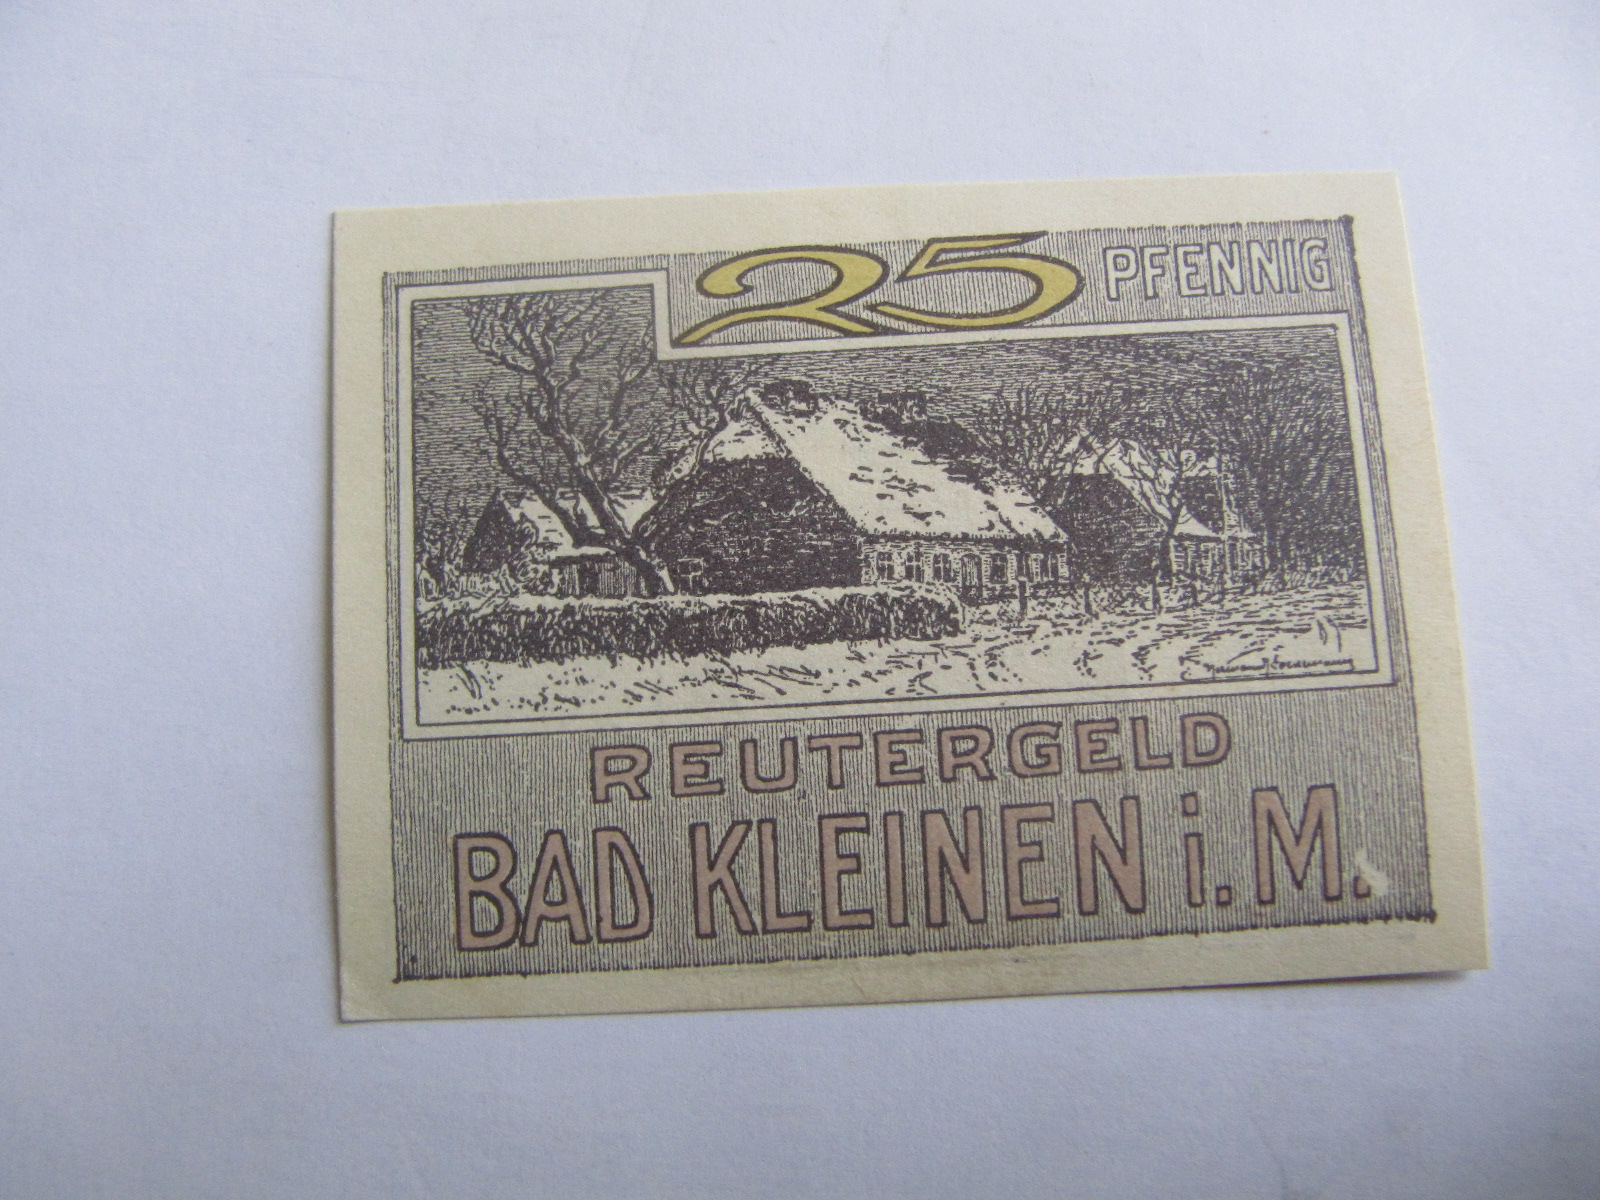 25 PFENNIG
REUTERGELD
BAD KLEINEN i. M.